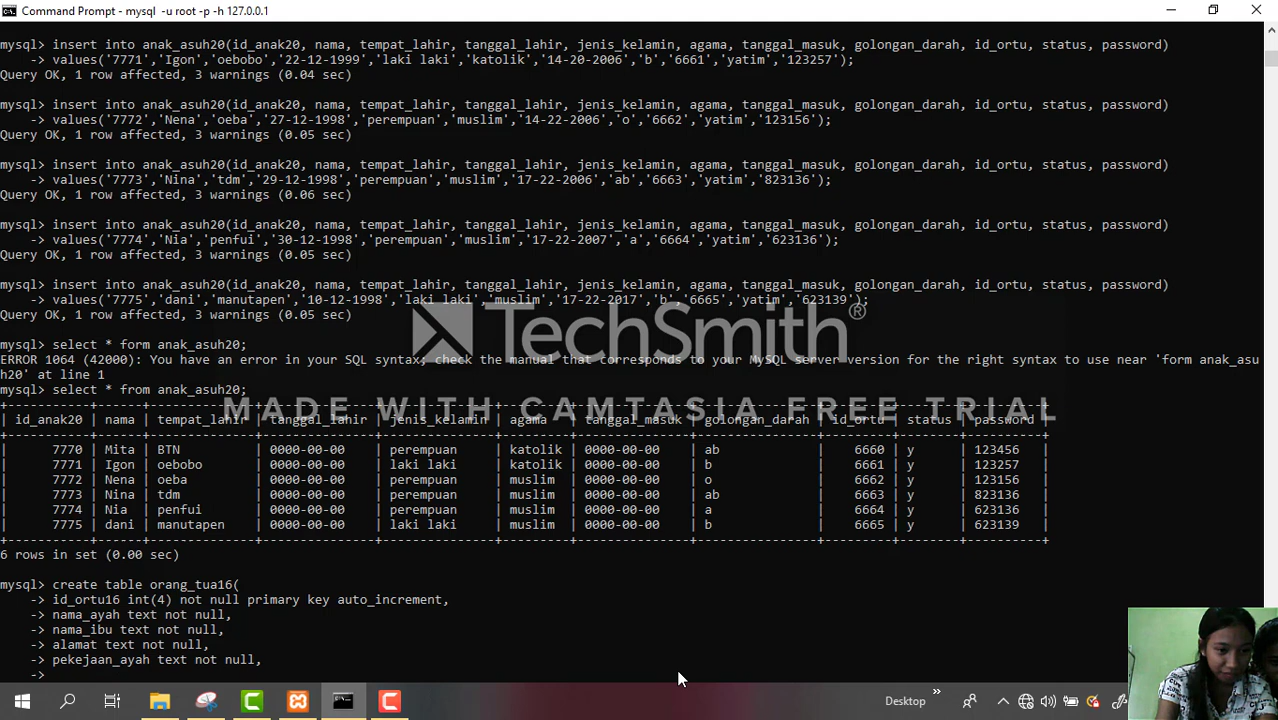 Command Prompt - mysql -u root -p -h 127.0.0.1
mysql> insert into anak_asuh20(id_anak20, nama, tempat_lahir, tanggal_lahir, jenis_kelamin, agama, tanggal_masuk, golongan_darah, id_ortu, status, password)
-> values('7771','Igon','oebobo','22-12-1999','laki laki','katolik','14-20-2006','b','6661','yatim','123257');
Query OK, 1 row affected, 3 warnings (0.04 sec)
mysql> insert into anak_asuh20(id_anak20, nama, tempat_lahir, tanggal_lahir, jenis_kelamin, agama, tanggal_masuk, golongan_darah, id_ortu, status, password)
-> values('7772','Nena','oeba','27-12-1998','perempuan','muslim','14-22-2006','o','6662','yatim','123156');
Query OK, 1 row affected, 3 warnings (0.05 sec)
mysql> insert into anak_asuh20(id_anak20, nama, tempat_lahir, tanggal_lahir, jenis_kelamin, agama, tanggal_masuk, golongan_darah, id_ortu, status, password)
-> values('7773','Nina','tdm','29-12-1998','perempuan','muslim','17-22-2006','ab','6663','yatim','823136');
Query OK, 1 row affected, 3 warnings (0.06 sec)
mysql> insert into anak_asuh20(id_anak20, nama, tempat_lahir, tanggal_lahir, jenis_kelamin, agama, tanggal_masuk, golongan_darah, id_ortu, status, password)
-> values('7774','Nia','penfui','30-12-1998','perempuan','muslim','17-22-2007','a','6664','yatim','623136');
Query OK, 1 row affected, 3 warnings (0.05 sec)
mysql> insert into anak_asuh20(id_anak20, nama, tempat_lahir, tanggal_lahir, jenis_kelamin, agama, tanggal_masuk, golongan_darah, id_ortu, status, password)
-> values('7775','dani','manutapen','10-12-1998','laki laki','muslim','17-22-2017','b','6665','yatim','623139');
Query OK, 1 row affected, 3 warnings (0.05 sec)
mysql> select * form anak_asuh20;
ERROR 1064 (42000): You have an error in your SQL syntax; check the manual that corresponds to your MySQL server version for the right syntax to use near 'form anak_asu
h20' at line 1
mysql> select * from anak_asuh20;
| id_anak20 | nama | tempat_lahir | tanggal_lahir | jenis_kelamin | agama | tanggal_masuk | golongan_darah | id_ortu | status | password |
| 7770 | Mita | BTN | 0000-00-00 | perempuan | katolik | 0000-00-00 | ab | 6660 | y | 123456 |
| 7771 | Igon | oebobo | 0000-00-00 | laki laki | katolik | 0000-00-00 | b | 6661 | y | 123257 |
| 7772 | Nena | oeba | 0000-00-00 | perempuan | muslim | 0000-00-00 | o | 6662 | y | 123156 |
| 7773 | Nina | tdm | 0000-00-00 | perempuan | muslim | 0000-00-00 | ab | 6663 | y | 823136 |
| 7774 | Nia | penfui | 0000-00-00 | perempuan | muslim | 0000-00-00 | a | 6664 | y | 623136 |
| 7775 | dani | manutapen | 0000-00-00 | laki laki | muslim | 0000-00-00 | b | 6665 | y | 623139 |
6 rows in set (0.00 sec)
mysql> create table orang_tua16(
-> id_ortu16 int(4) not null primary key auto_increment,
-> nama_ayah text not null,
-> nama_ibu text not null,
-> alamat text not null,
-> pekejaan_ayah text not null,
->
TechSmith®
MADE WITH CAMTASIA FREE TRIAL
Desktop